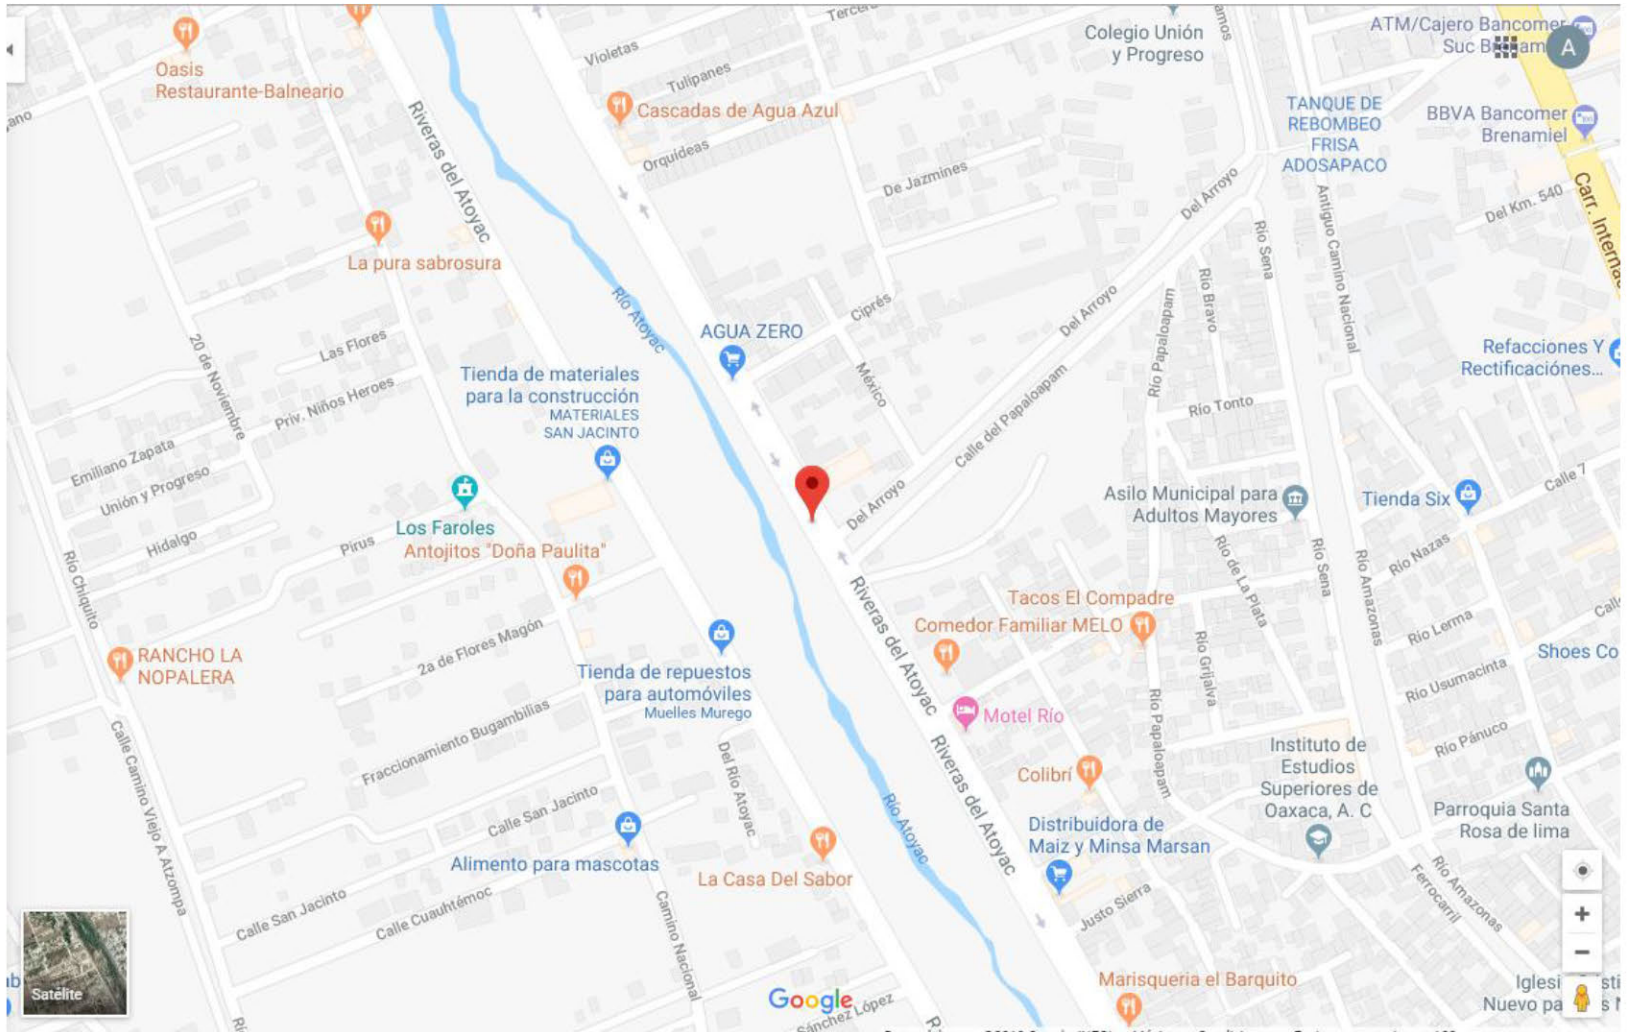 Oasis
Restaurante-Balneario
Riveras del Atoyac
Violetas
Tulipanes
Cascadas de Agua Azul
Orquideas
Colegio Unión
y Progreso
ATM/Cajero Bancomer
A
TANQUE DE
REBOMBEO
FRISA
ADOSAPACO
BBVA Bancomer
Brenamiel
De Jazmines
Del Arroyo
Del Km. 540
Río Sena
Antiguo Camino Nacional
La pura sabrosura
Río Atoyac
AGUA ZERO
Ciprés
Del Arroyo
Río Papaloapam
Río Bravo
Refacciones Y
Rectificaciónes...
20 de Noviembre
Las Flores
Priv. Niños Heroes
Tienda de materiales
para la construcción
MATERIALES
SAN JACINTO
México
Calle del Papaloapam
Río Tonto
Emiliano Zapata
Unión y Progreso
Hidalgo
Pirus
Los Faroles
Antojitos "Doña Paulita"
Del Arroyo
Asilo Municipal para
Adultos Mayores
Tienda Six
Calle 7
Río Chiquito
Río Nazas
Río de La Plata
Río Sena
Río Amazonas
Riveras del Atoyac
Tacos El Compadre
Comedor Familiar MELO
Río Lerma
Shoes Co
RANCHO LA
NOPALERA
2a de Flores Magón
Tienda de repuestos
para automóviles
Muelles Murego
Río Grijalva
Río Usumacinta
Motel Río
Río Papaloapam
Fraccionamiento Bugambilias
Calle Camino Viejo A Atzompa
Del Río Atoyac
Riveras del Atoyac
Colibrí
Instituto de
Estudios
Superiores de
Oaxaca, A. C
Río Pánuco
Parroquia Santa
Rosa de lima
Calle San Jacinto
Alimento para mascotas
La Casa Del Sabor
Río Atoyac
Distribuidora de
Maiz y Minsa Marsan
Justo Sierra
Río Amazonas
Ferrocarril
Calle San Jacinto
Calle Cuauhtémoc
Camino Nacional
Satélite
Google
Sánchez López
Marisqueria el Barquito